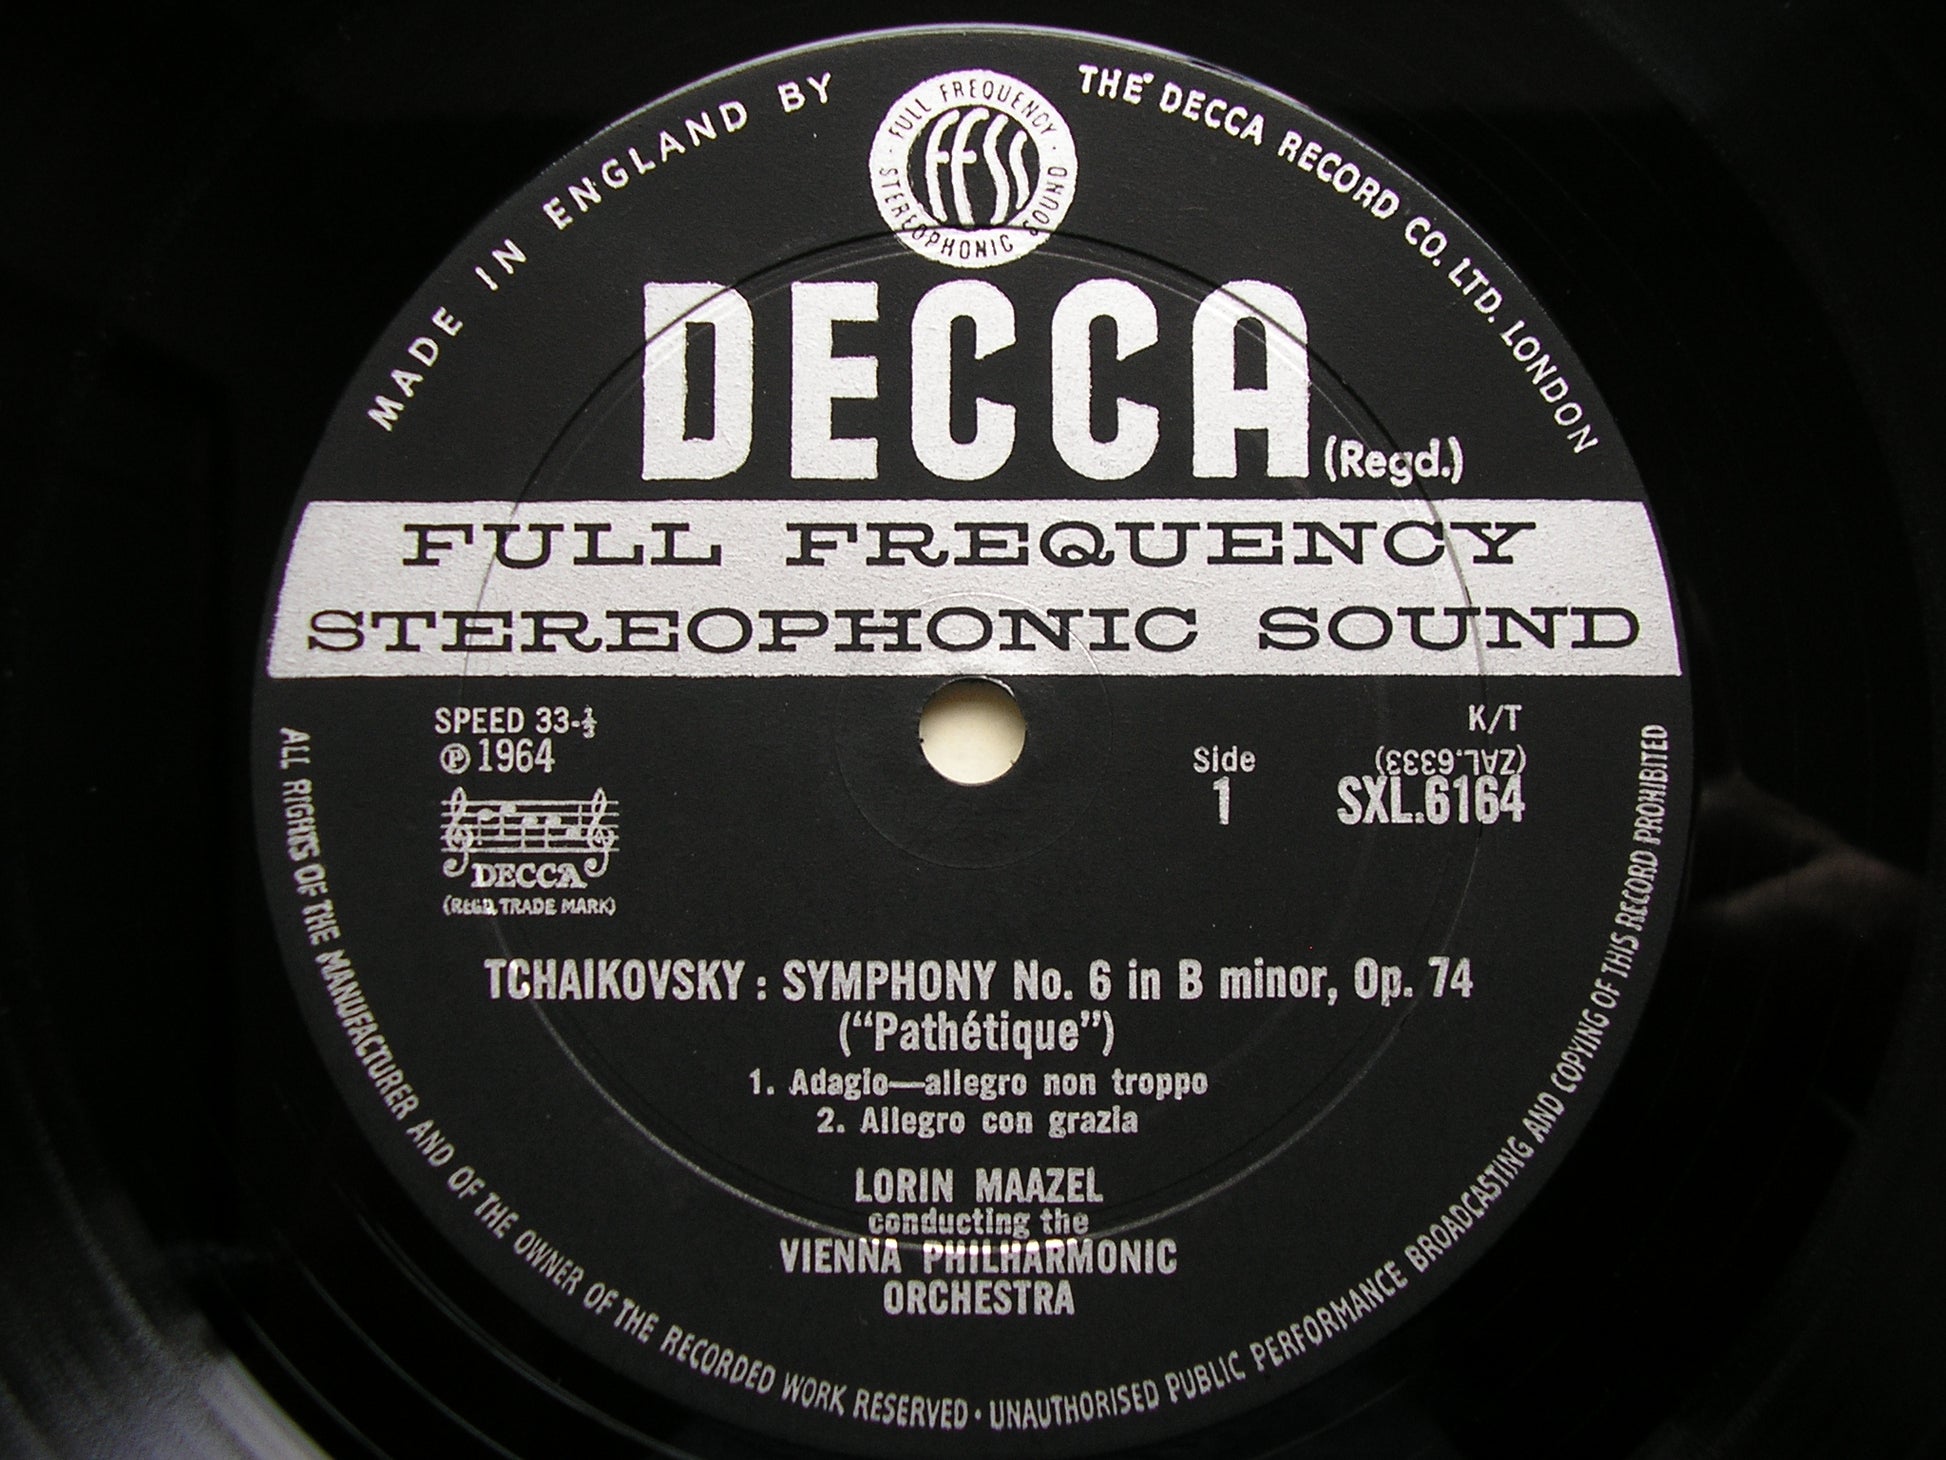 MADE IN ENGLAND BY THE DECCA RECORD CO. LTD. LONDON
FULL FREQUENCY · STEREOPHONIC SOUND ·
FFSS
DECCA (Regd.)
FULL FREQUENCY
STEREOPHONIC SOUND
SPEED 33-⅓
℗ 1964
DECCA
(REGD. TRADE MARK)
K/T
(ZAL.6333)
Side
1
SXL.6164
TCHAIKOVSKY : SYMPHONY No. 6 in B minor, Op. 74
(“Pathétique”)
1. Adagio—allegro non troppo
2. Allegro con grazia
LORIN MAAZEL
conducting the
VIENNA PHILHARMONIC
ORCHESTRA
ALL RIGHTS OF THE MANUFACTURER AND OF THE OWNER OF THE RECORDED WORK RESERVED · UNAUTHORISED PUBLIC PERFORMANCE BROADCASTING AND COPYING OF THIS RECORD PROHIBITED